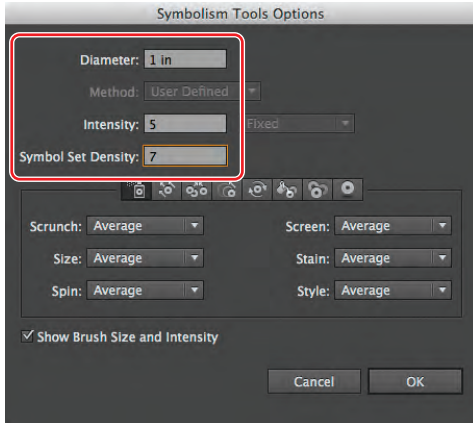 Symbolism Tools Options
Diameter: 1 in
Method: User Defined
Intensity: 5 Fixed
Symbol Set Density: 7
Scrunch: Average Screen: Average
Size: Average Stain: Average
Spin: Average Style: Average
Show Brush Size and Intensity
Cancel OK